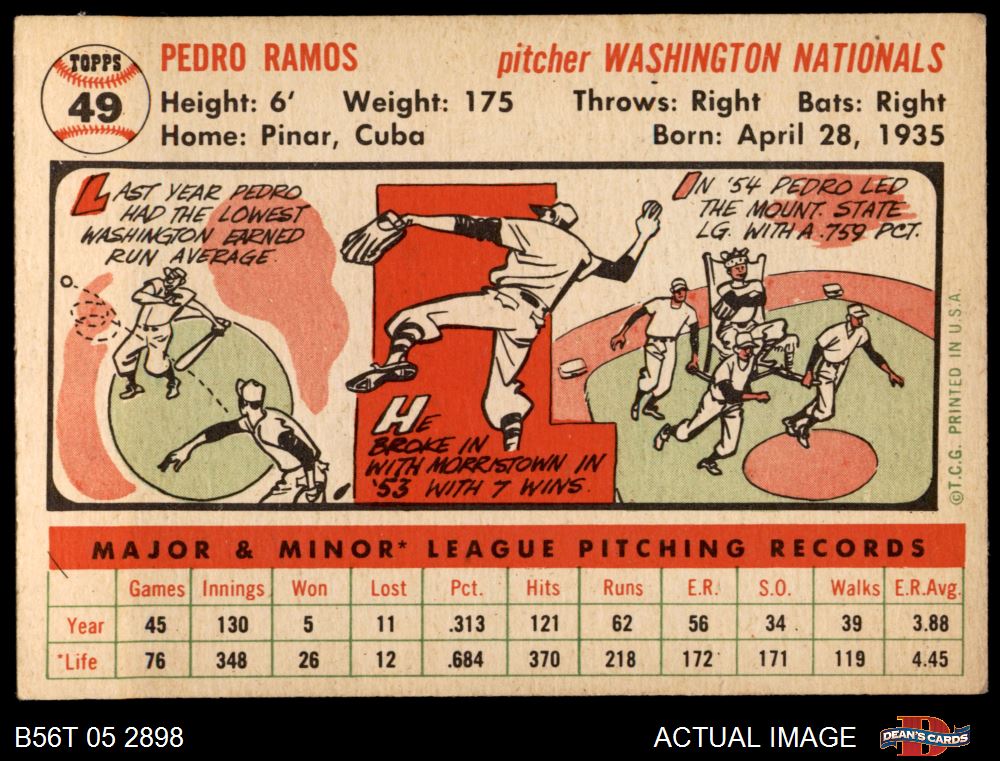 TOPPS
49
PEDRO RAMOS
pitcher WASHINGTON NATIONALS
Height: 6' Weight: 175 Throws: Right Bats: Right
Home: Pinar, Cuba Born: April 28, 1935
LAST YEAR PEDRO
HAD THE LOWEST
WASHINGTON EARNED
RUN AVERAGE.
HE
BROKE IN
WITH MORRISTOWN IN
'53 WITH 7 WINS.
IN '54 PEDRO LED
THE MOUNT. STATE
LG. WITH A .759 PCT.
©T.C.G. PRINTED IN U.S.A.
MAJOR & MINOR* LEAGUE PITCHING RECORDS
Games Innings Won Lost Pct. Hits Runs E.R. S.O. Walks E.R.Avg.
Year 45 130 5 11 .313 121 62 56 34 39 3.88
*Life 76 348 26 12 .684 370 218 172 171 119 4.45
B56T 05 2898
ACTUAL IMAGE
DEAN'S CARDS